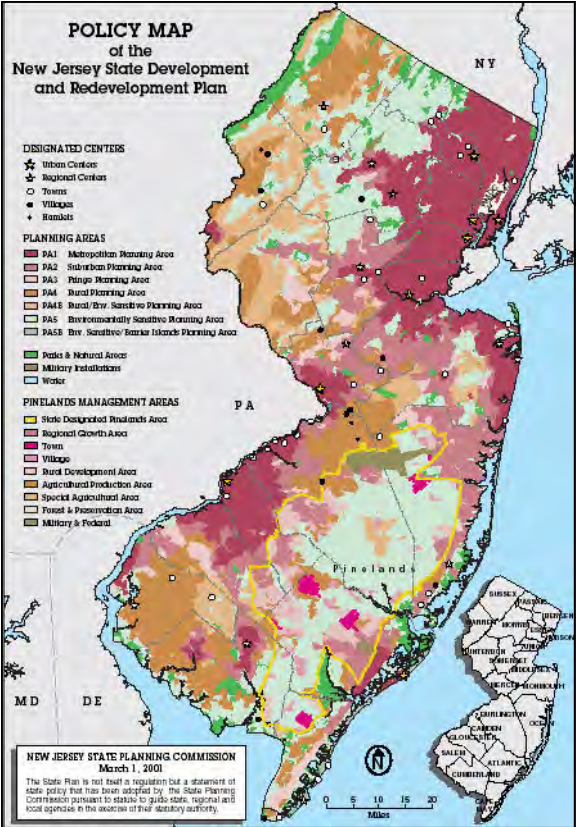 POLICY MAP
of the
New Jersey State Development
and Redevelopment Plan
NY
DESIGNATED CENTERS
Urban Centers
Regional Centers
Towns
Villages
Hamlets
PLANNING AREAS
PA1 Metropolitan Planning Area
PA2 Suburban Planning Area
PA3 Fringe Planning Area
PA4 Rural Planning Area
PA4B Rural/Env. Sensitive Planning Area
PA5 Environmentally Sensitive Planning Area
PA5B Env. Sensitive/Barrier Islands Planning Area
Parks & Natural Areas
Military Installations
Water
PINELANDS MANAGEMENT AREAS
State Designated Pinelands Area
Regional Growth Area
Town
Village
Rural Development Area
Agricultural Production Area
Special Agricultural Area
Forest & Preservation Area
Military & Federal
PA
Pinelands
MD
DE
SUSSEX
PASSAIC
BERGEN
WARREN
MORRIS
ESSEX
HUDSON
UNION
HUNTERDON
SOMERSET
MIDDLESEX
MERCER
MONMOUTH
BURLINGTON
OCEAN
CAMDEN
GLOUCESTER
SALEM
ATLANTIC
CUMBERLAND
CAPE
MAY
NEW JERSEY STATE PLANNING COMMISSION
March 1, 2001
The State Plan is not itself a regulation but a statement of
state policy that has been adopted by the State Planning
Commission pursuant to statute to guide state, regional and
local agencies in the exercise of their statutory authority.
N
0 5 10 15 20
Miles